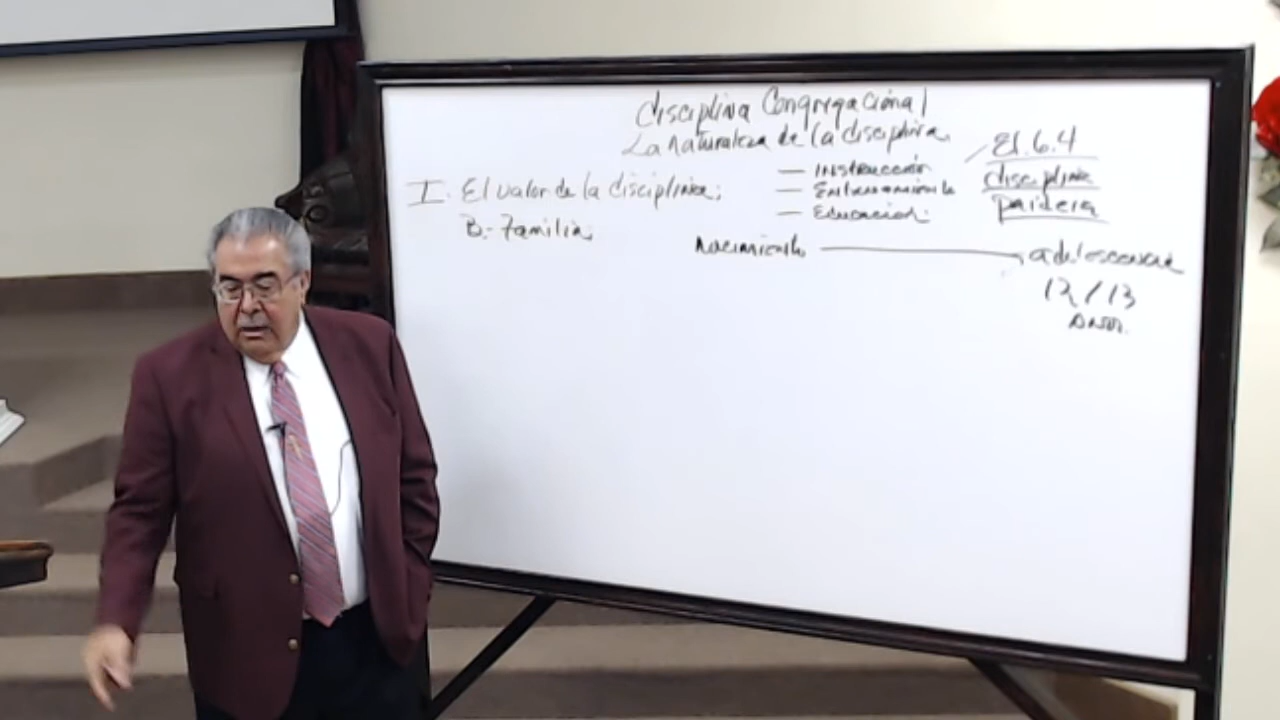 disciplina Congregacional
La naturaleza de la disciplina
I. El valor de la disciplina;
B.- Familia;
— Instrucción
— Entrenamiento
— Educación.
Ef. 6.4
disciplina
paideia
nacimiento
adolescencia
12 / 13